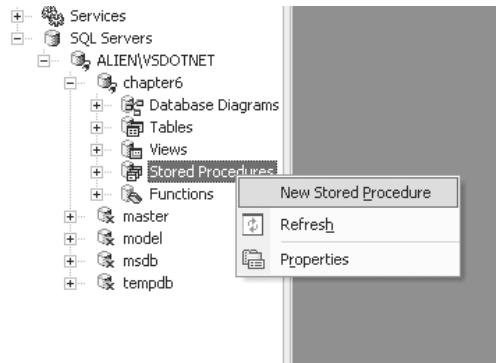 Services
SQL Servers
ALIEN\VSDOTNET
chapter6
Database Diagrams
Tables
Views
Stored Procedures
Functions
master
model
msdb
tempdb
New Stored Procedure
Refresh
Properties